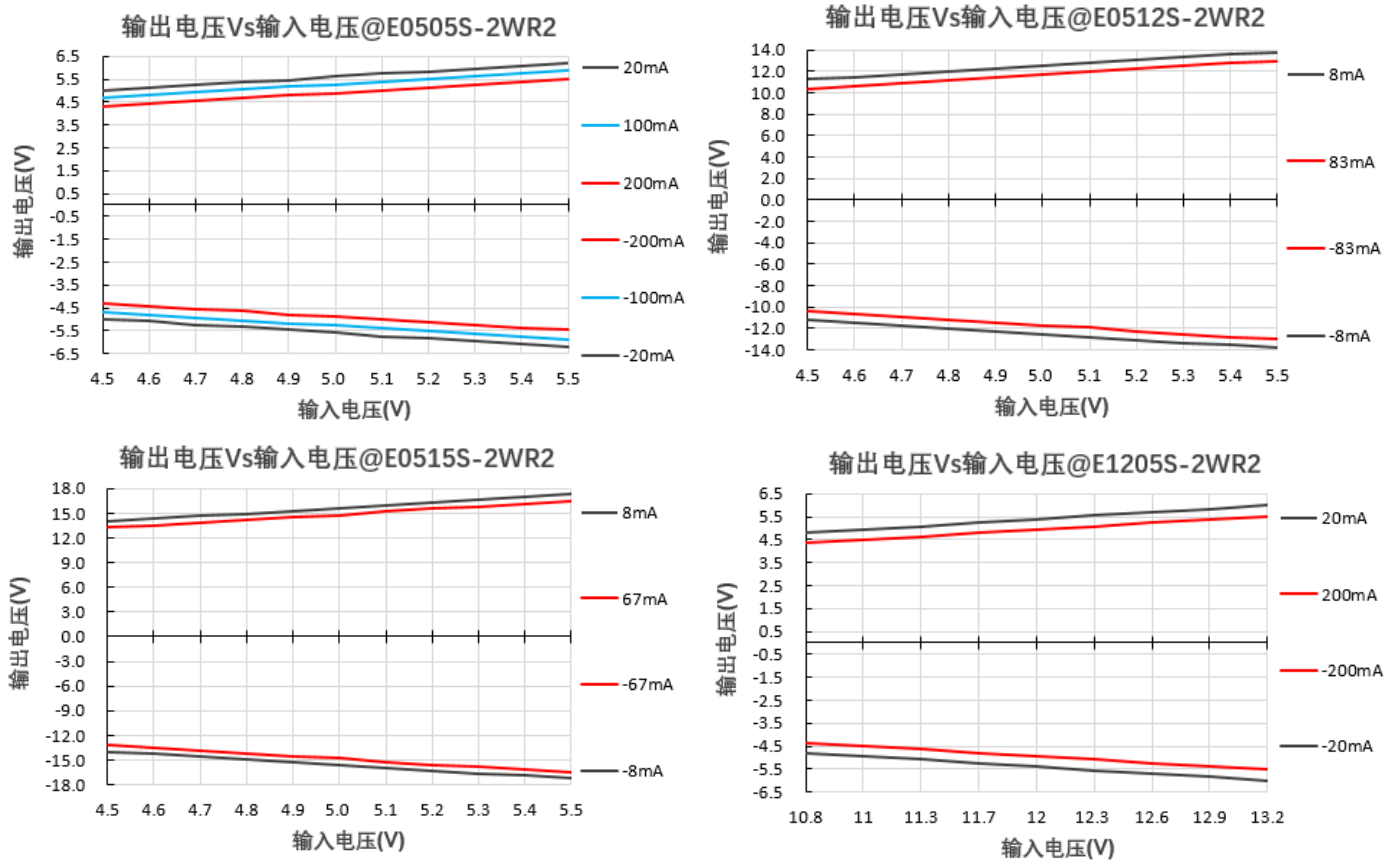 输出电压Vs输入电压@E0505S-2WR2
6.5
5.5
4.5
3.5
2.5
1.5
0.5
-0.5
-1.5
-2.5
-3.5
-4.5
-5.5
-6.5
输出电压(V)
4.5 4.6 4.7 4.8 4.9 5.0 5.1 5.2 5.3 5.4 5.5
输入电压(V)
20mA
100mA
200mA
-200mA
-100mA
-20mA
输出电压Vs输入电压@E0512S-2WR2
14.0
12.0
10.0
8.0
6.0
4.0
2.0
0.0
-2.0
-4.0
-6.0
-8.0
-10.0
-12.0
-14.0
输出电压(V)
4.5 4.6 4.7 4.8 4.9 5.0 5.1 5.2 5.3 5.4 5.5
输入电压(V)
8mA
83mA
-83mA
-8mA
输出电压Vs输入电压@E0515S-2WR2
18.0
15.0
12.0
9.0
6.0
3.0
0.0
-3.0
-6.0
-9.0
-12.0
-15.0
-18.0
输出电压(V)
4.5 4.6 4.7 4.8 4.9 5.0 5.1 5.2 5.3 5.4 5.5
输入电压(V)
8mA
67mA
-67mA
-8mA
输出电压Vs输入电压@E1205S-2WR2
6.5
5.5
4.5
3.5
2.5
1.5
0.5
-0.5
-1.5
-2.5
-3.5
-4.5
-5.5
-6.5
输出电压(V)
10.8 11 11.3 11.7 12 12.3 12.6 12.9 13.2
输入电压(V)
20mA
200mA
-200mA
-20mA